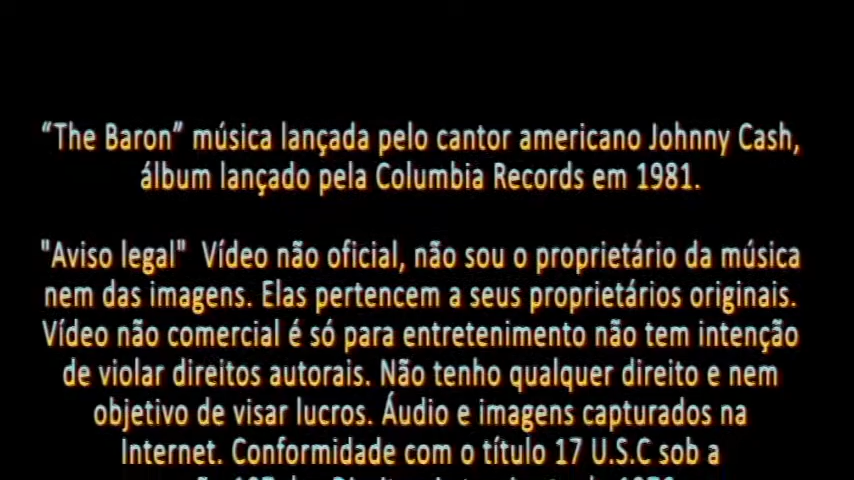 “The Baron” música lançada pelo cantor americano Johnny Cash,
álbum lançado pela Columbia Records em 1981.
"Aviso legal" Vídeo não oficial, não sou o proprietário da música
nem das imagens. Elas pertencem a seus proprietários originais.
Vídeo não comercial é só para entretenimento não tem intenção
de violar direitos autorais. Não tenho qualquer direito e nem
objetivo de visar lucros. Áudio e imagens capturados na
Internet. Conformidade com o título 17 U.S.C sob a